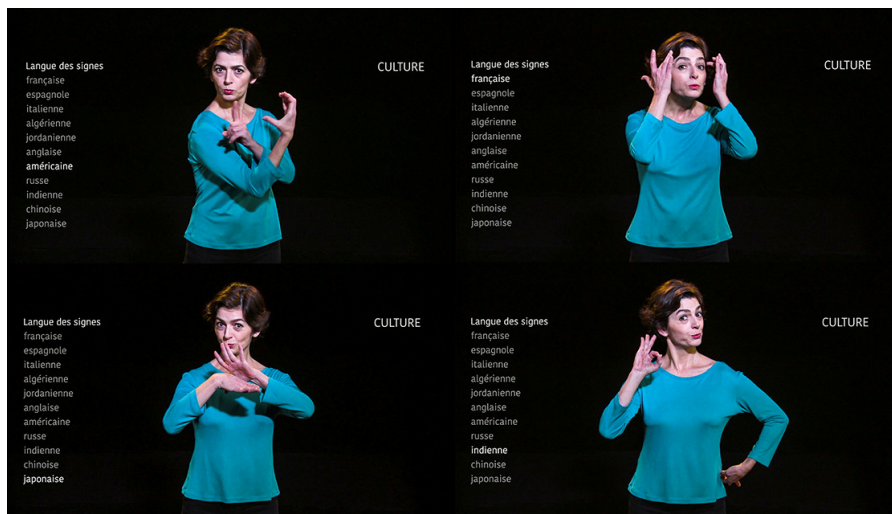 Langue des signes
française
espagnole
italienne
algérienne
jordanienne
anglaise
américaine
russe
indienne
chinoise
japonaise
CULTURE
Langue des signes
française
espagnole
italienne
algérienne
jordanienne
anglaise
américaine
russe
indienne
chinoise
japonaise
CULTURE
Langue des signes
française
espagnole
italienne
algérienne
jordanienne
anglaise
américaine
russe
indienne
chinoise
japonaise
CULTURE
Langue des signes
française
espagnole
italienne
algérienne
jordanienne
anglaise
américaine
russe
indienne
chinoise
japonaise
CULTURE